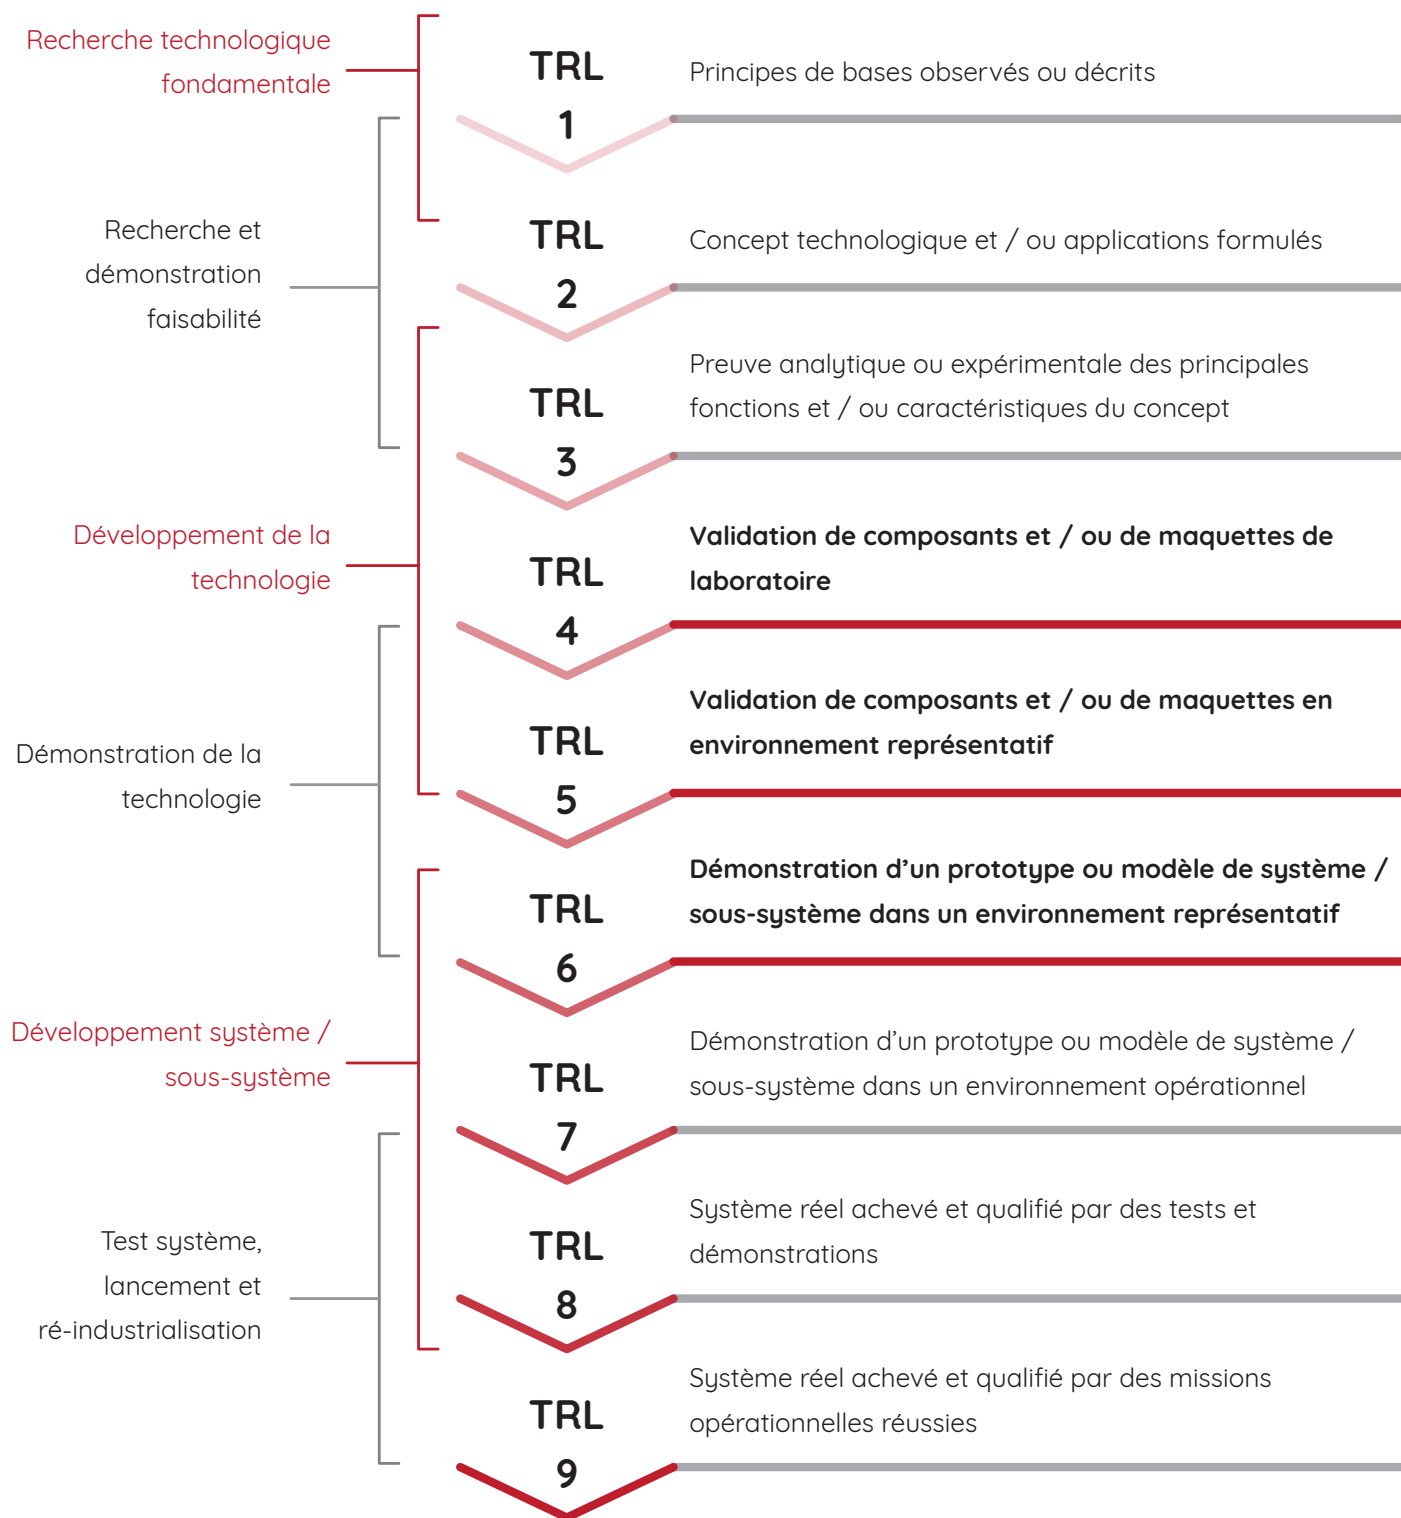 Recherche technologique
fondamentale
TRL
1
Principes de bases observés ou décrits
Recherche et
démonstration
faisabilité
TRL
2
Concept technologique et / ou applications formulés
TRL
3
Preuve analytique ou expérimentale des principales
fonctions et / ou caractéristiques du concept
Développement de la
technologie
TRL
4
Validation de composants et / ou de maquettes de
laboratoire
Démonstration de la
technologie
TRL
5
Validation de composants et / ou de maquettes en
environnement représentatif
TRL
6
Démonstration d’un prototype ou modèle de système /
sous-système dans un environnement représentatif
Développement système /
sous-système
TRL
7
Démonstration d’un prototype ou modèle de système /
sous-système dans un environnement opérationnel
Test système,
lancement et
ré-industrialisation
TRL
8
Système réel achevé et qualifié par des tests et
démonstrations
TRL
9
Système réel achevé et qualifié par des missions
opérationnelles réussies